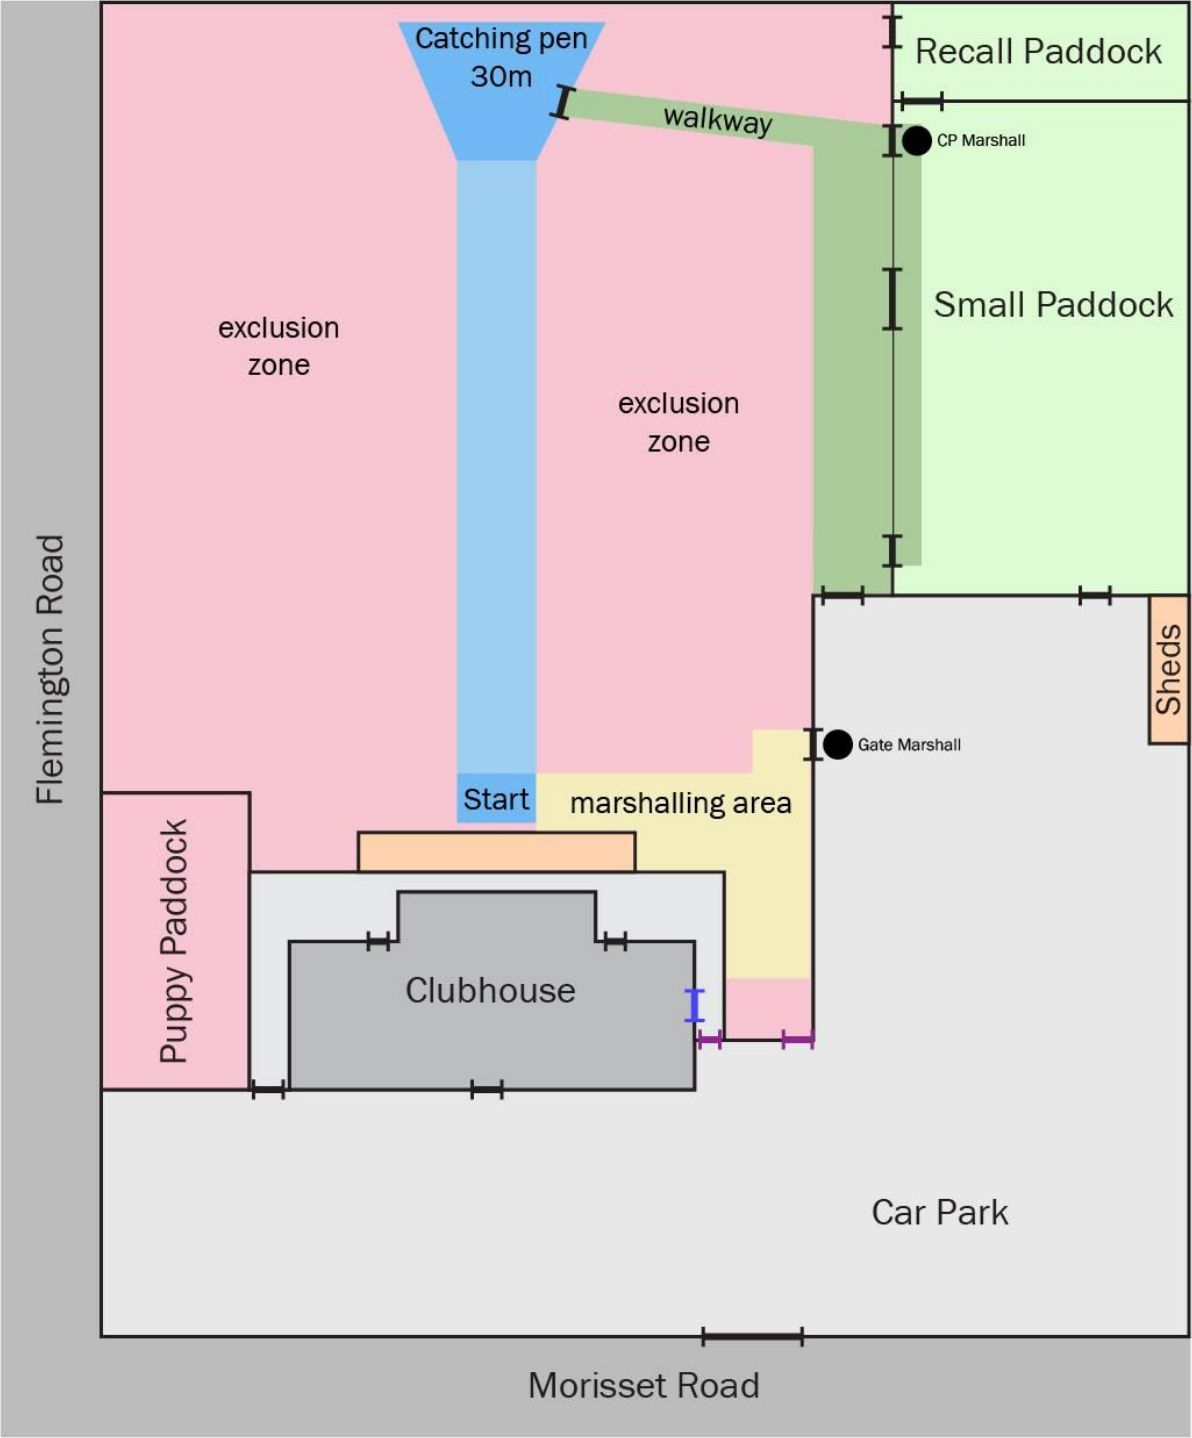 Catching pen
30m
Recall Paddock
walkway
CP Marshall
Small Paddock
exclusion
zone
exclusion
zone
Flemington Road
Sheds
Gate Marshall
Start
marshalling area
Puppy Paddock
Clubhouse
Car Park
Morisset Road